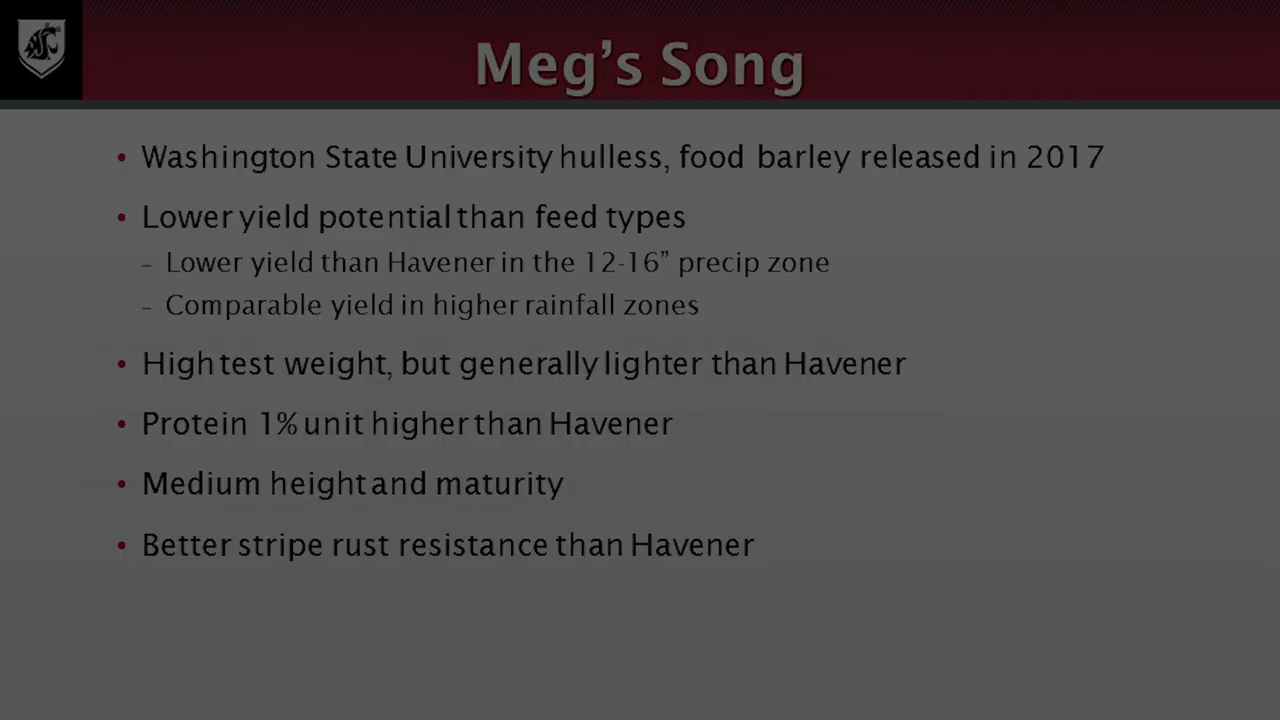 Meg’s Song
• Washington State University hulless, food barley released in 2017
• Lower yield potential than feed types
– Lower yield than Havener in the 12-16” precip zone
– Comparable yield in higher rainfall zones
• High test weight, but generally lighter than Havener
• Protein 1% unit higher than Havener
• Medium height and maturity
• Better stripe rust resistance than Havener